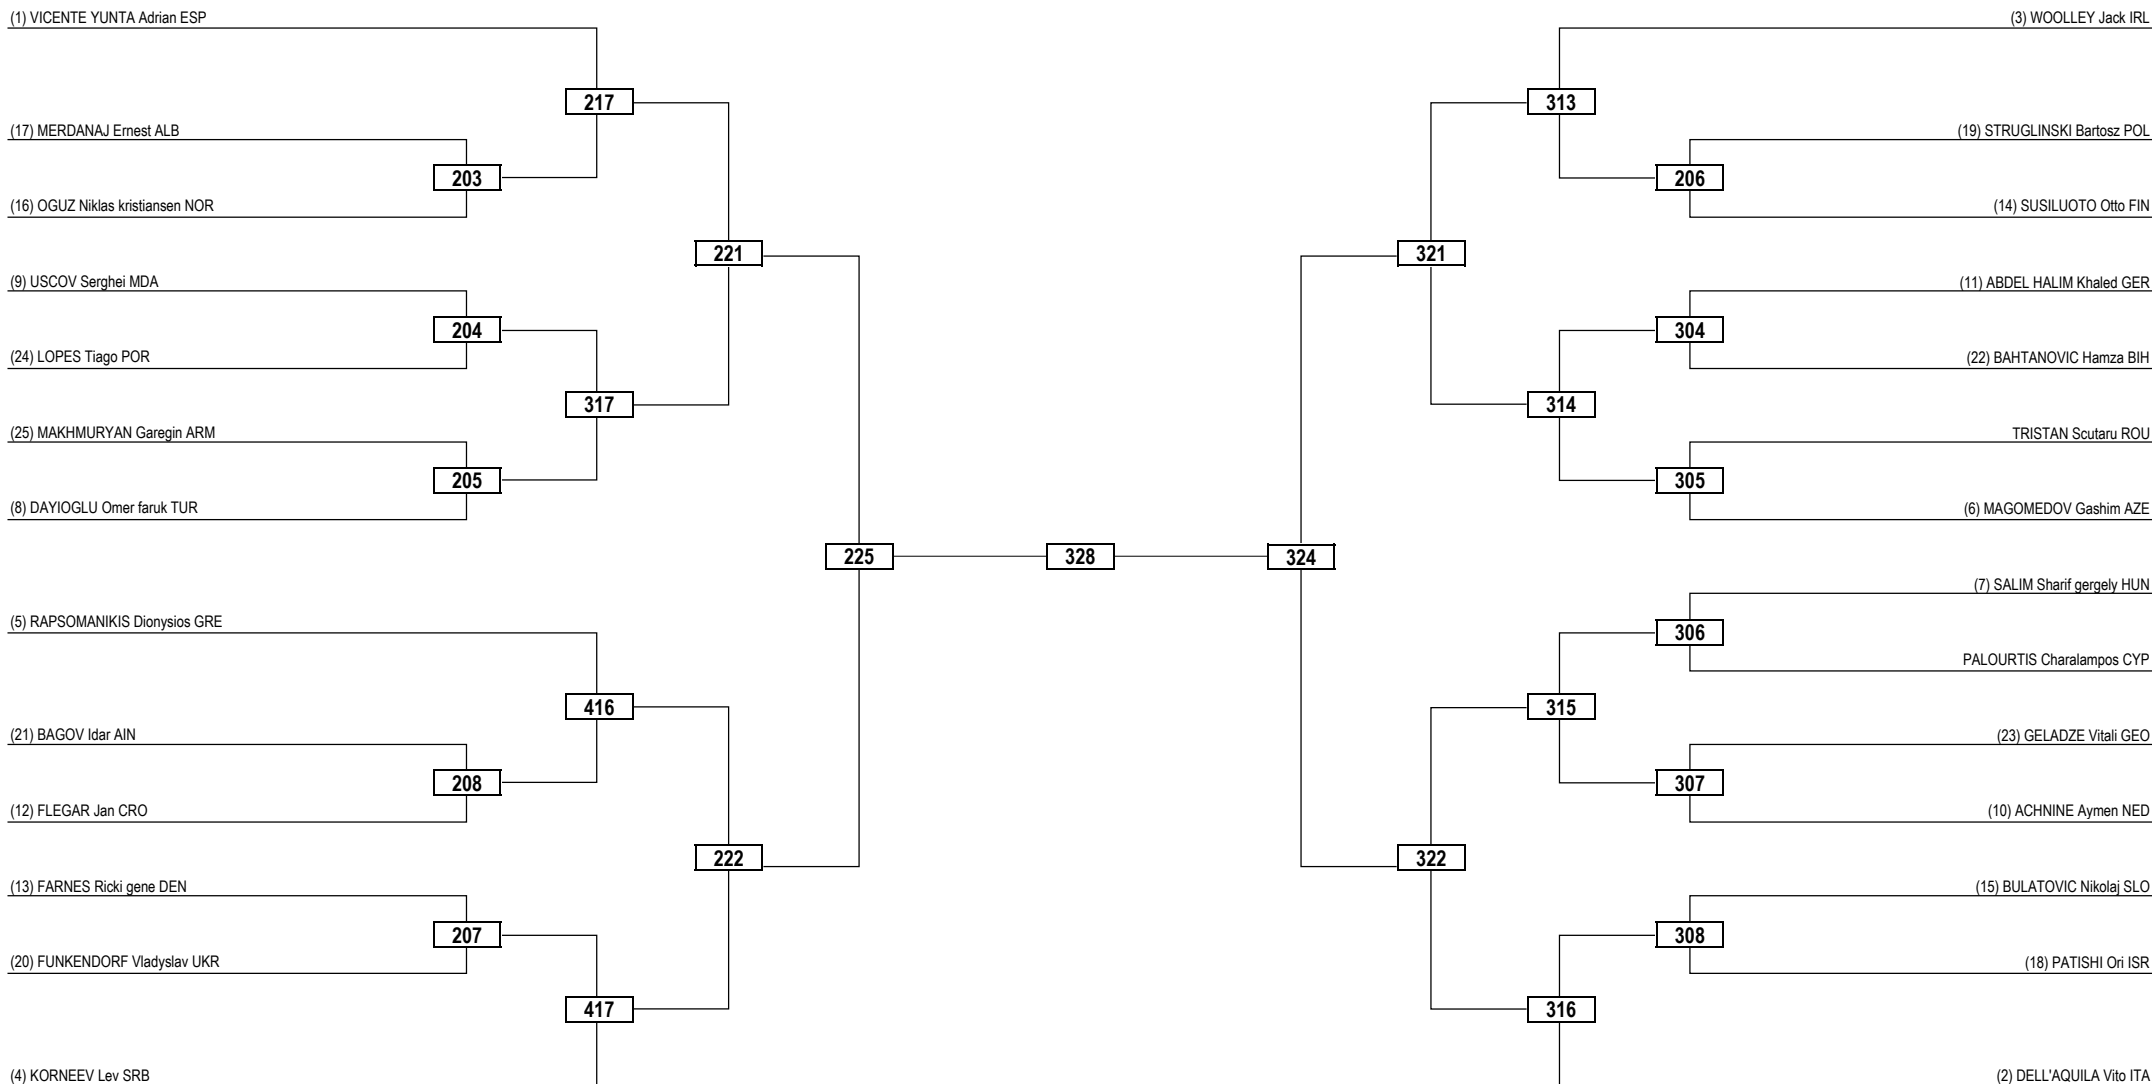 (1) VICENTE YUNTA Adrian ESP
(17) MERDANAJ Ernest ALB
(16) OGUZ Niklas kristiansen NOR
(9) USCOV Serghei MDA
(24) LOPES Tiago POR
(25) MAKHMURYAN Garegin ARM
(8) DAYIOGLU Omer faruk TUR
(5) RAPSOMANIKIS Dionysios GRE
(21) BAGOV Idar AIN
(12) FLEGAR Jan CRO
(13) FARNES Ricki gene DEN
(20) FUNKENDORF Vladyslav UKR
(4) KORNEEV Lev SRB
203
204
205
208
207
217
317
416
417
221
222
225
328
324
321
322
313
314
315
316
206
304
305
306
307
308
(3) WOOLLEY Jack IRL
(19) STRUGLINSKI Bartosz POL
(14) SUSILUOTO Otto FIN
(11) ABDEL HALIM Khaled GER
(22) BAHTANOVIC Hamza BIH
TRISTAN Scutaru ROU
(6) MAGOMEDOV Gashim AZE
(7) SALIM Sharif gergely HUN
PALOURTIS Charalampos CYP
(23) GELADZE Vitali GEO
(10) ACHNINE Aymen NED
(15) BULATOVIC Nikolaj SLO
(18) PATISHI Ori ISR
(2) DELL'AQUILA Vito ITA